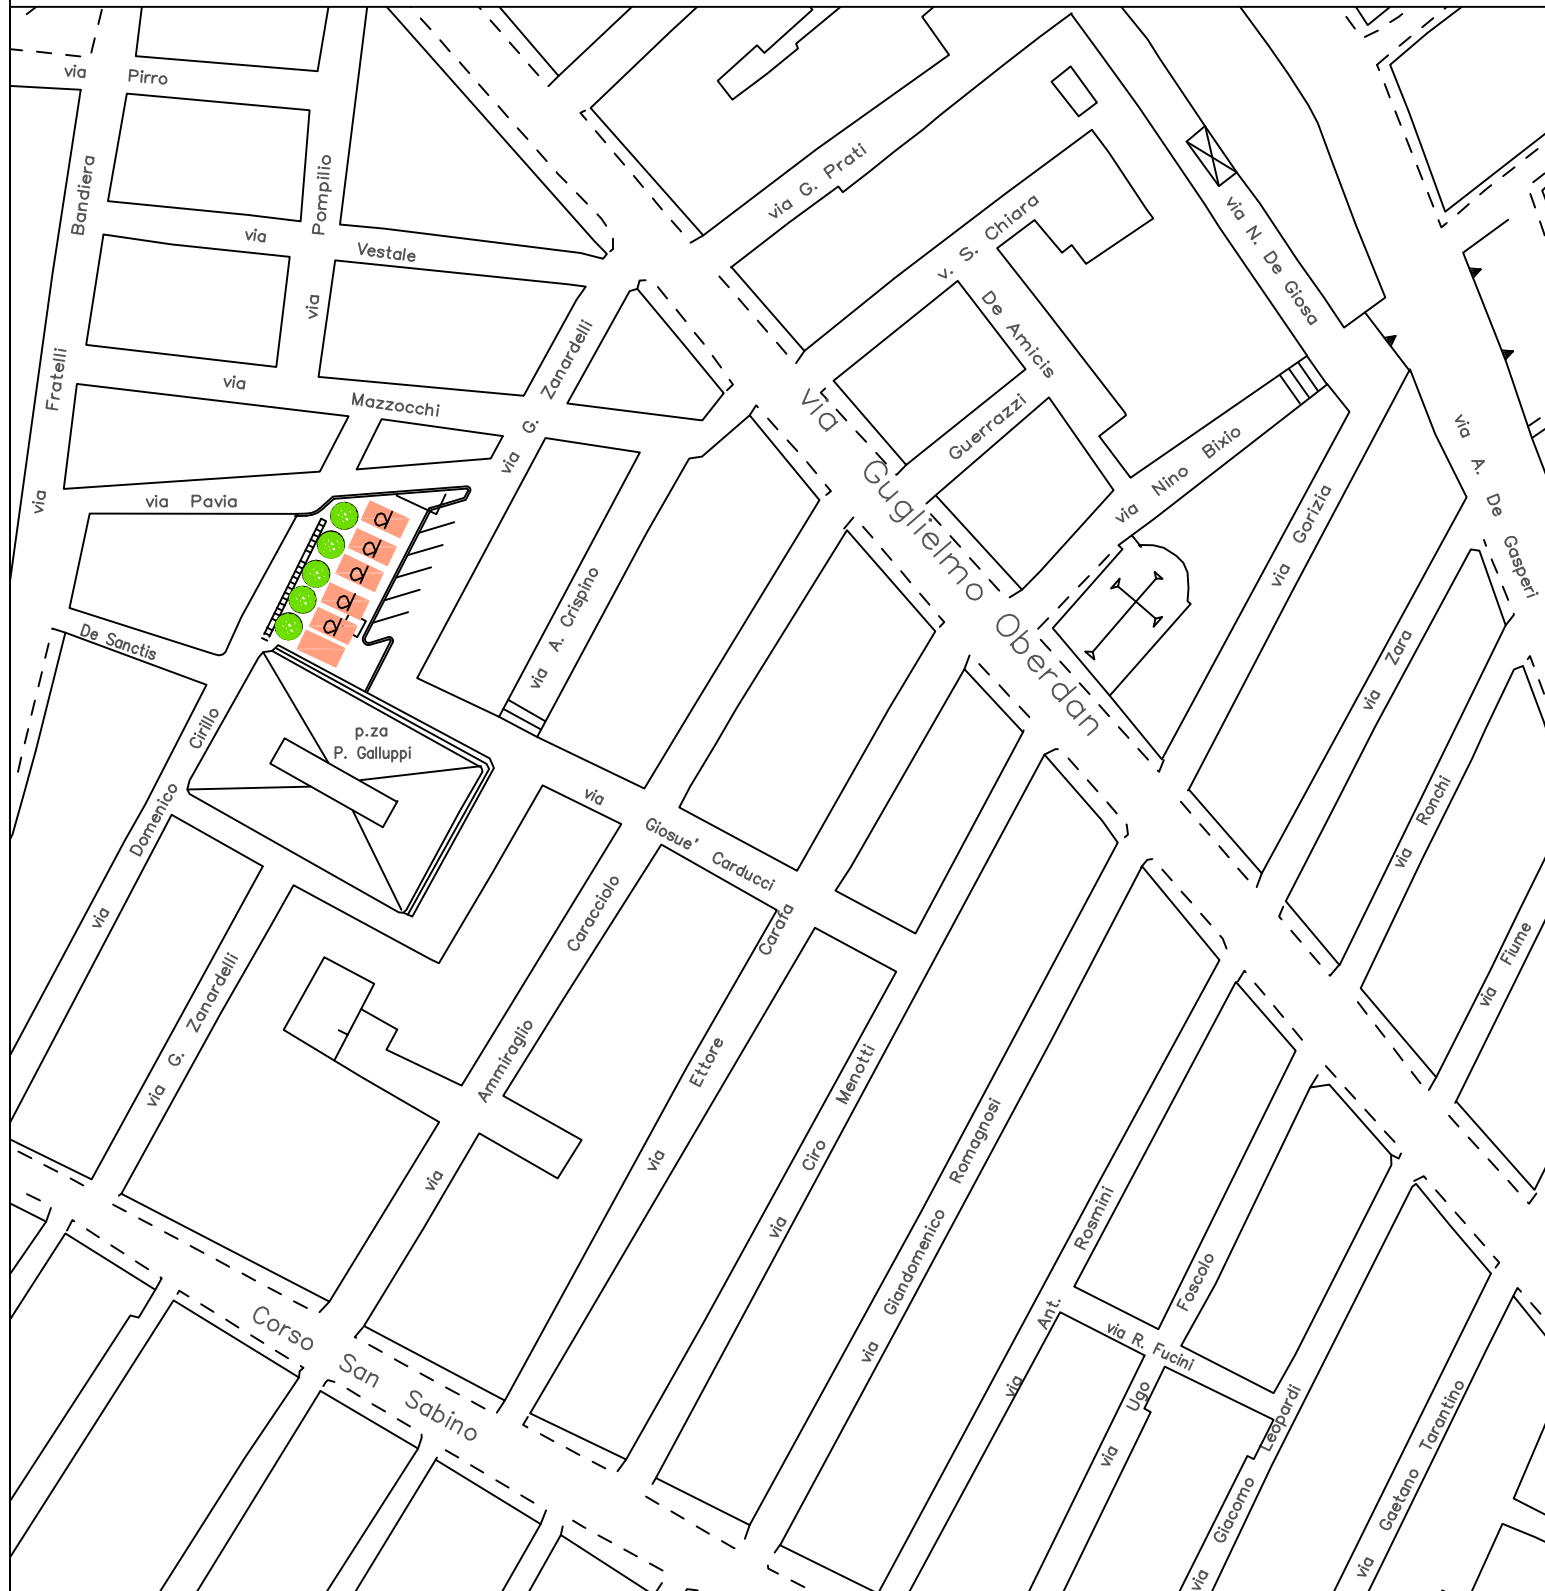 via Pirro
via Fratelli Bandiera
via Pompilio
via Vestale
via Mazzocchi
via G. Zanardelli
via Pavia
De Sanctis
via Domenico Cirillo
p.za
P. Galluppi
via A. Crispino
via G. Prati
v. S. Chiara
De Amicis
Guerrazzi
via Nino Bixio
via N. De Giosa
via A. De Gasperi
via Guglielmo Oberdan
via Gorizia
via Zara
via Ronchi
via Fiume
via Giosue' Carducci
via G. Zanardelli
via Ammiraglio Caracciolo
via Ettore Carafa
via Ciro Menotti
via Giandomenico Romagnosi
via Ant. Rosmini
via Ugo Foscolo
via R. Fucini
via Giacomo Leopardi
via Gaetano Tarantino
Corso San Sabino